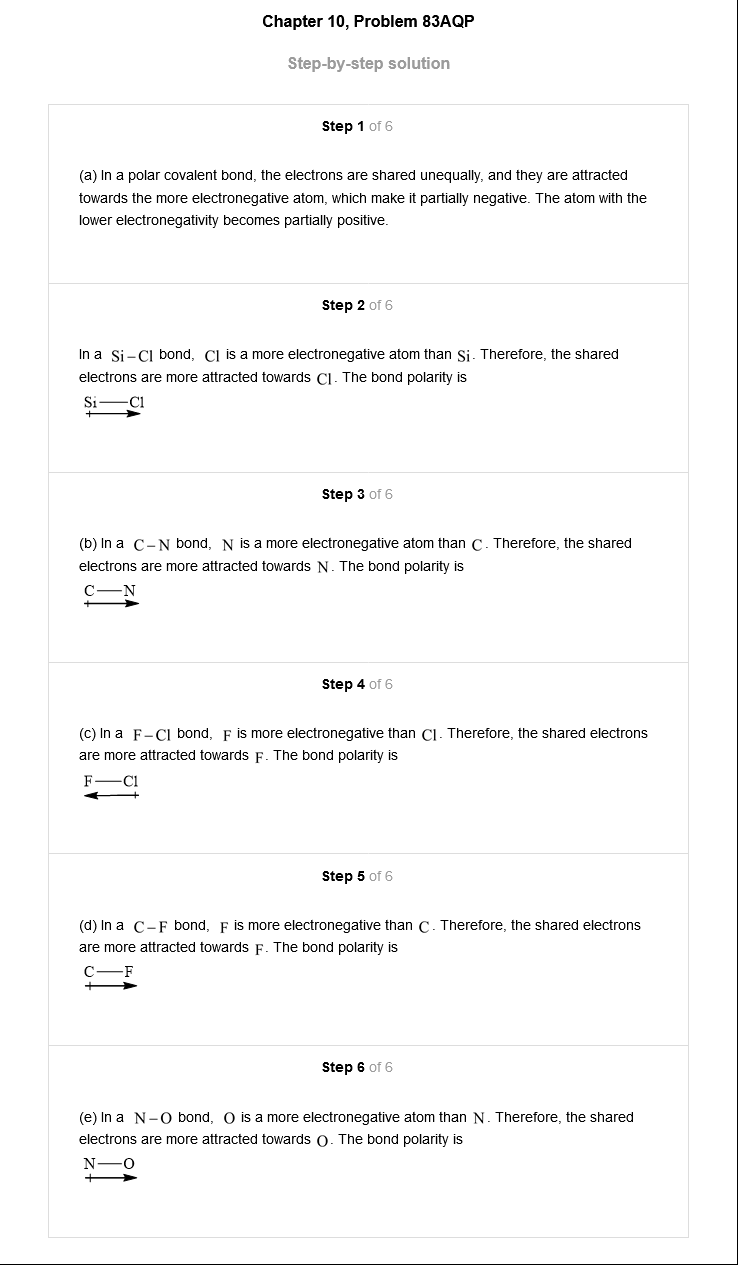 Chapter 10, Problem 83AQP
Step-by-step solution
Step 1 of 6
(a) In a polar covalent bond, the electrons are shared unequally, and they are attracted
towards the more electronegative atom, which make it partially negative. The atom with the
lower electronegativity becomes partially positive.
Step 2 of 6
In a Si–Cl bond, Cl is a more electronegative atom than Si. Therefore, the shared
electrons are more attracted towards Cl. The bond polarity is
Si—Cl
Step 3 of 6
(b) In a C–N bond, N is a more electronegative atom than C. Therefore, the shared
electrons are more attracted towards N. The bond polarity is
C—N
Step 4 of 6
(c) In a F–Cl bond, F is more electronegative than Cl. Therefore, the shared electrons
are more attracted towards F. The bond polarity is
F—Cl
Step 5 of 6
(d) In a C–F bond, F is more electronegative than C. Therefore, the shared electrons
are more attracted towards F. The bond polarity is
C—F
Step 6 of 6
(e) In a N–O bond, O is a more electronegative atom than N. Therefore, the shared
electrons are more attracted towards O. The bond polarity is
N—O